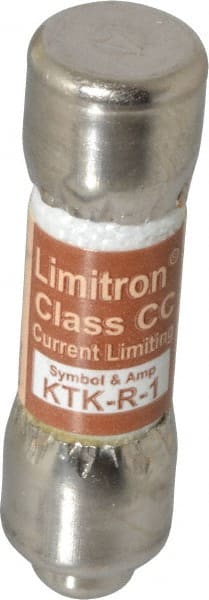 Limitron®
Class CC
Current Limiting
Symbol & Amp
KTK-R-1